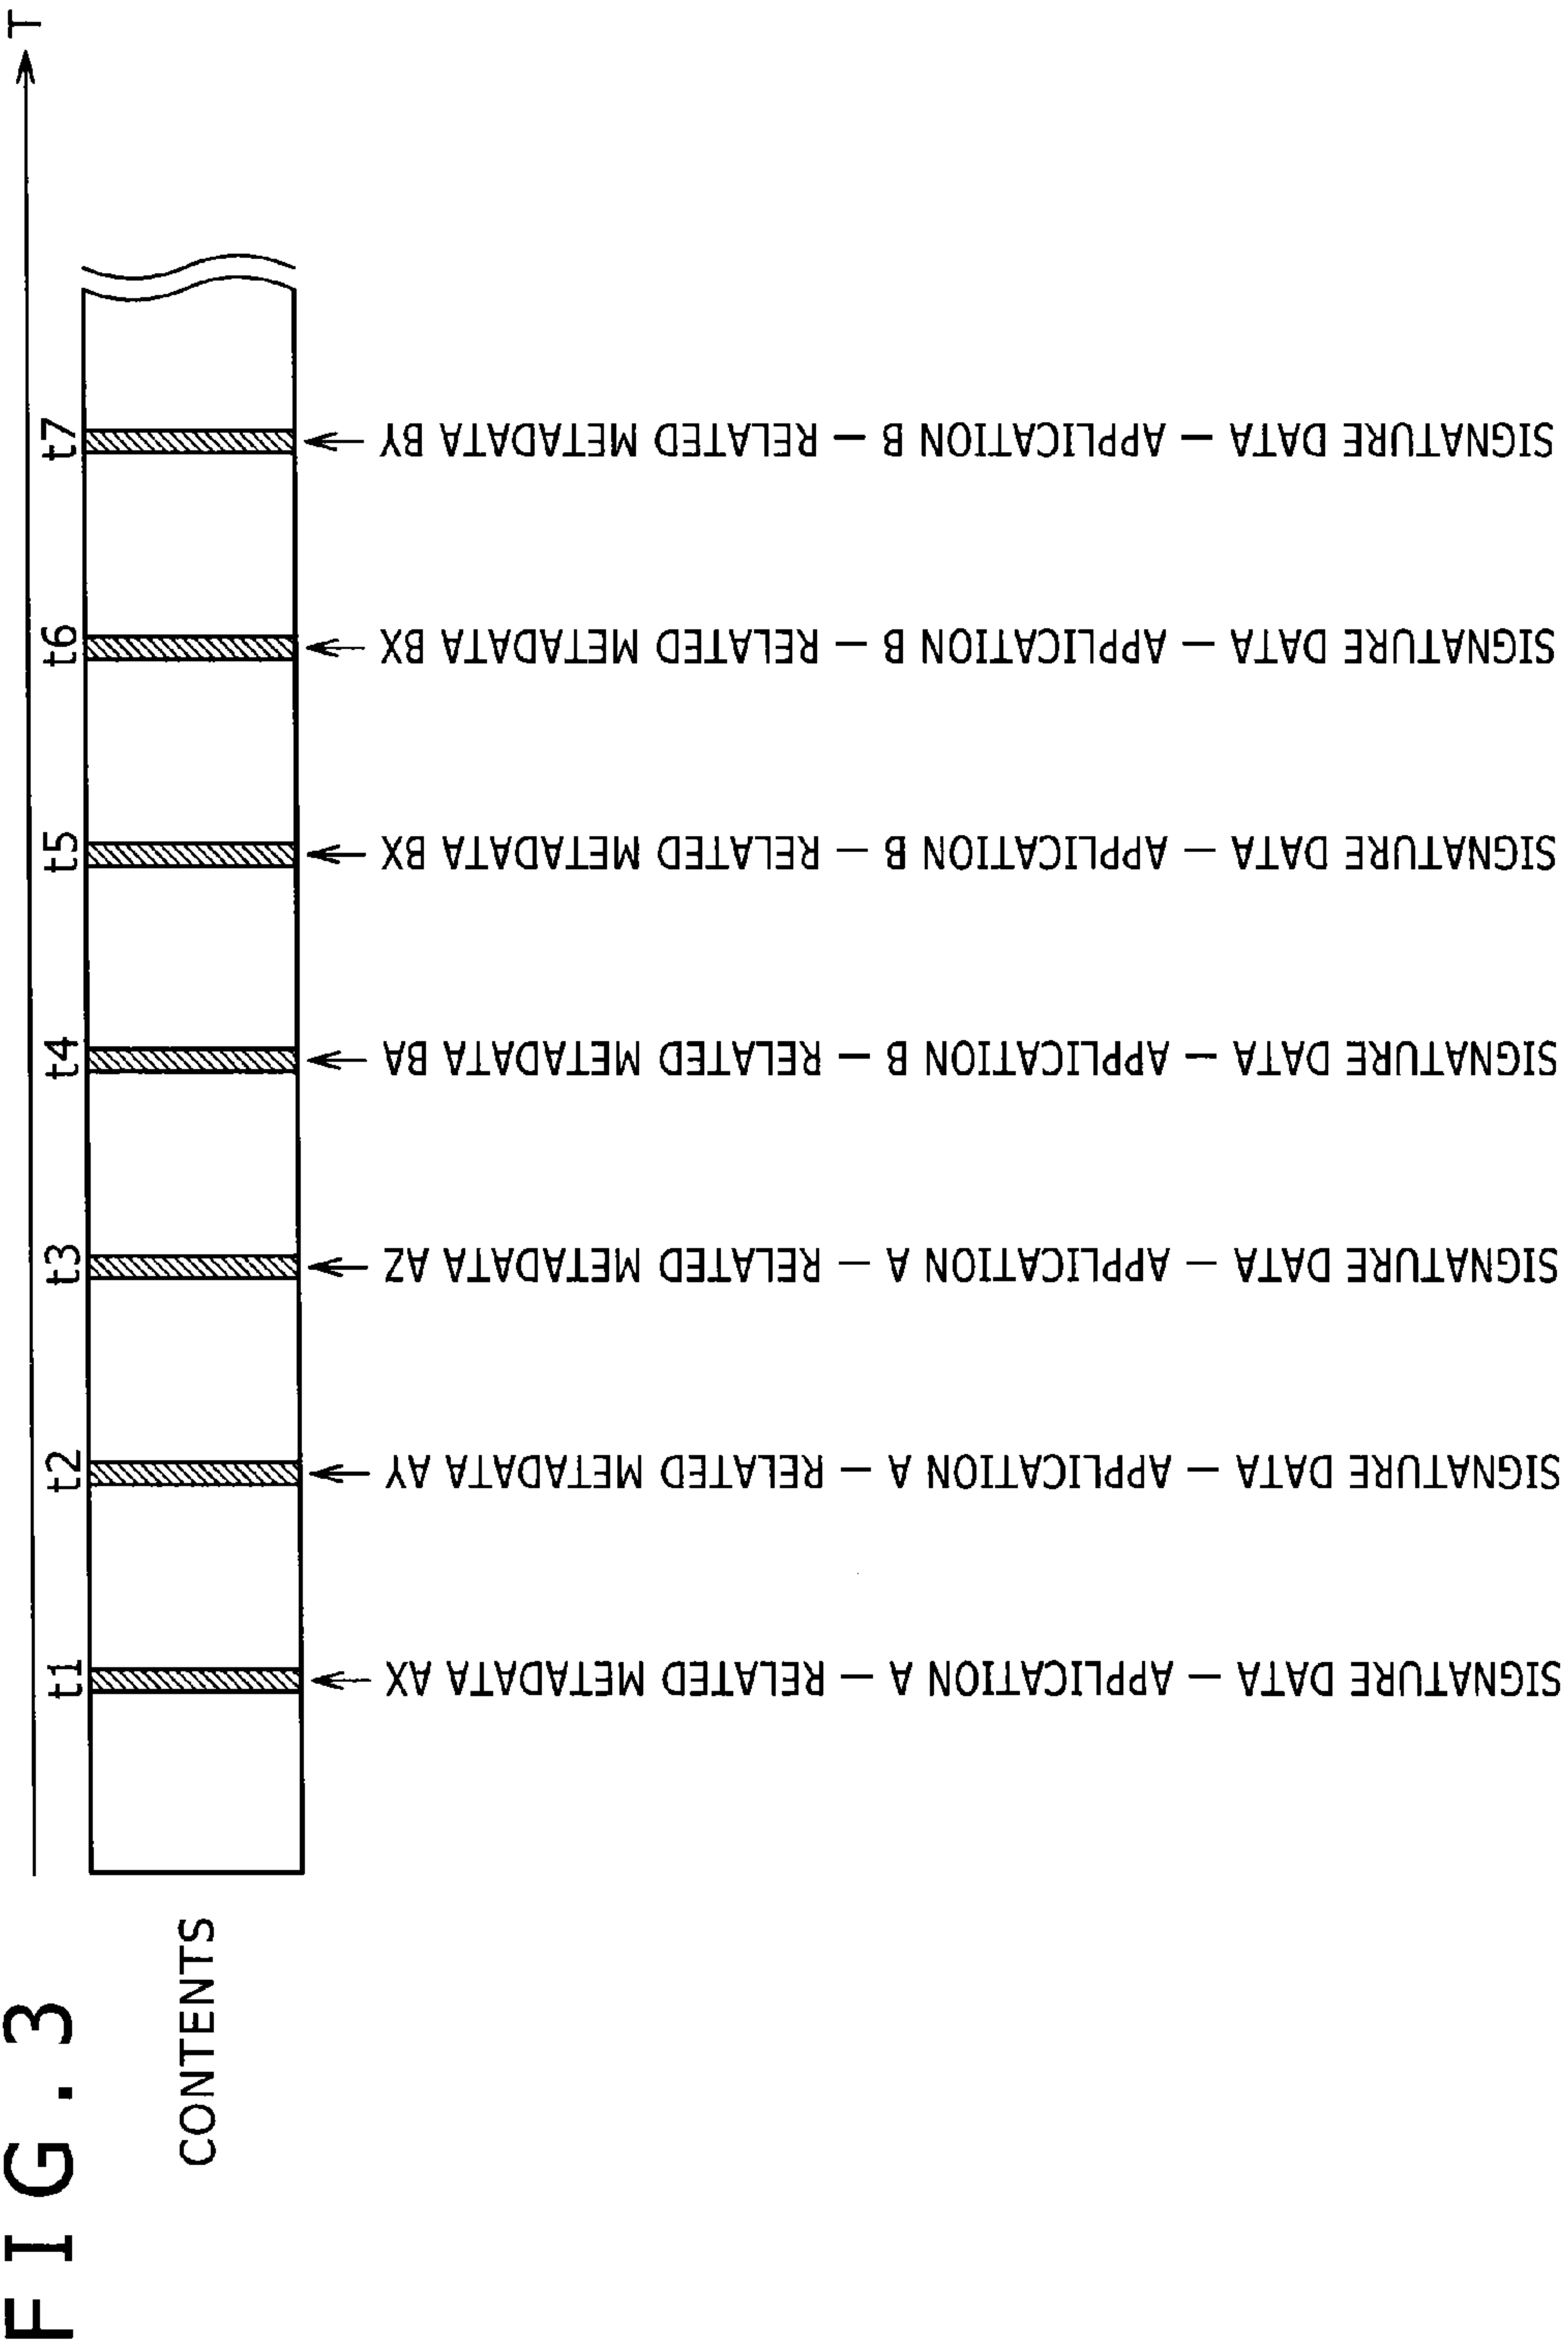 FIG.3
T
CONTENTS
t1
t2
t3
t4
t5
t6
t7
SIGNATURE DATA — APPLICATION A — RELATED METADATA AX
SIGNATURE DATA — APPLICATION A — RELATED METADATA AY
SIGNATURE DATA — APPLICATION A — RELATED METADATA AZ
SIGNATURE DATA — APPLICATION B — RELATED METADATA BA
SIGNATURE DATA — APPLICATION B — RELATED METADATA BX
SIGNATURE DATA — APPLICATION B — RELATED METADATA BX
SIGNATURE DATA — APPLICATION B — RELATED METADATA BY